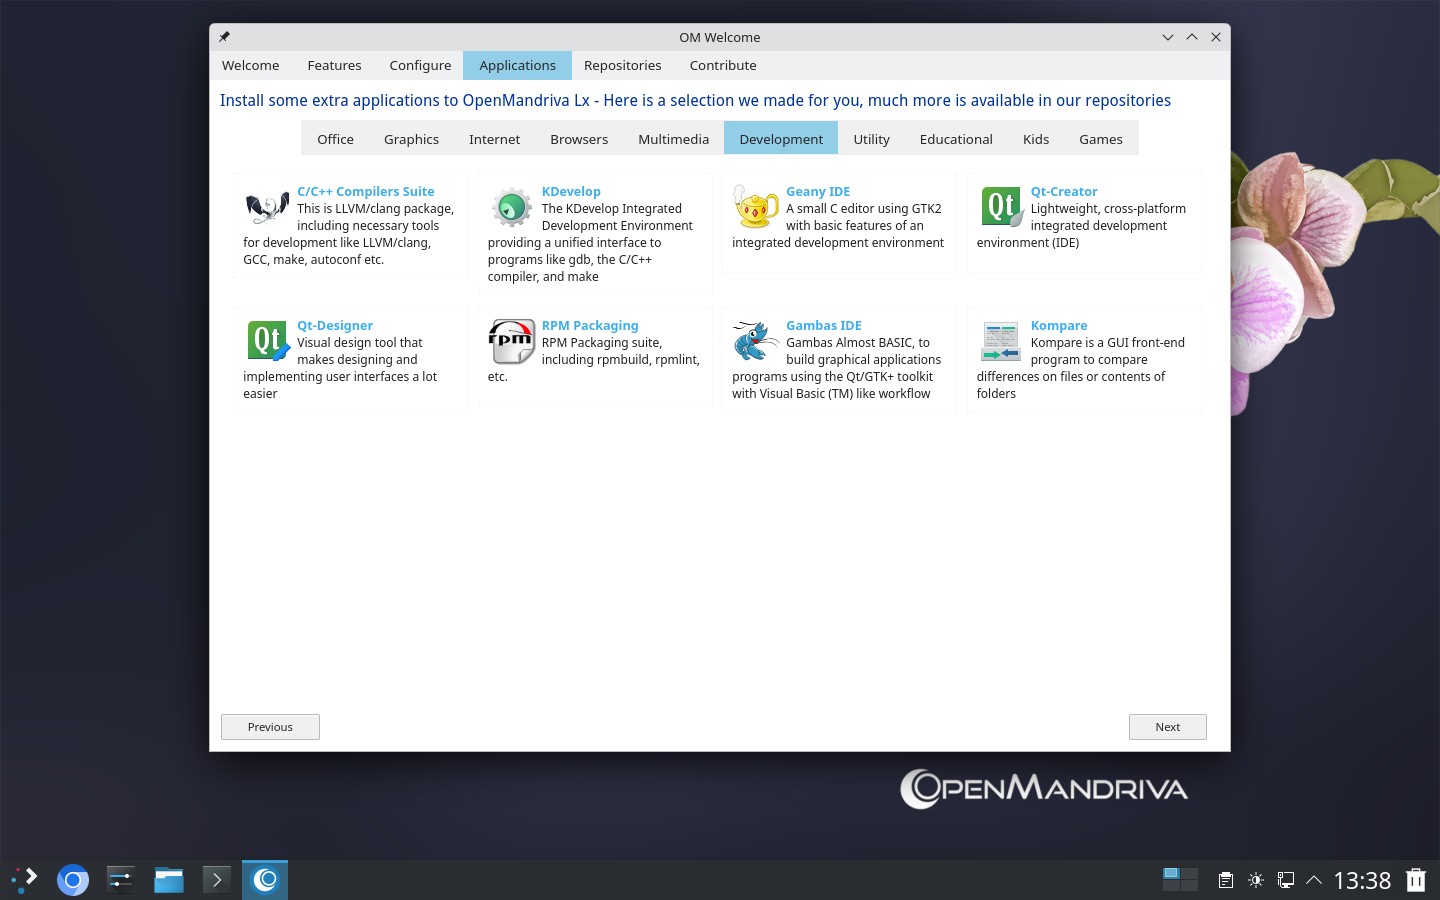 OM Welcome
Welcome Features Configure Applications Repositories Contribute
Install some extra applications to OpenMandriva Lx - Here is a selection we made for you, much more is available in our repositories
Office Graphics Internet Browsers Multimedia Development Utility Educational Kids Games
C/C++ Compilers Suite
This is LLVM/clang package,
including necessary tools
for development like LLVM/clang,
GCC, make, autoconf etc.
KDevelop
The KDevelop Integrated
Development Environment
providing a unified interface to
programs like gdb, the C/C++
compiler, and make
Geany IDE
A small C editor using GTK2
with basic features of an
integrated development environment
Qt
Qt-Creator
Lightweight, cross-platform
integrated development
environment (IDE)
Qt
Qt-Designer
Visual design tool that
makes designing and
implementing user interfaces a lot
easier
rpm
RPM Packaging
RPM Packaging suite,
including rpmbuild, rpmlint,
etc.
Gambas IDE
Gambas Almost BASIC, to
build graphical applications
programs using the Qt/GTK+ toolkit
with Visual Basic (TM) like workflow
Kompare
Kompare is a GUI front-end
program to compare
differences on files or contents of
folders
Previous Next
OPENMANDRIVA
13:38